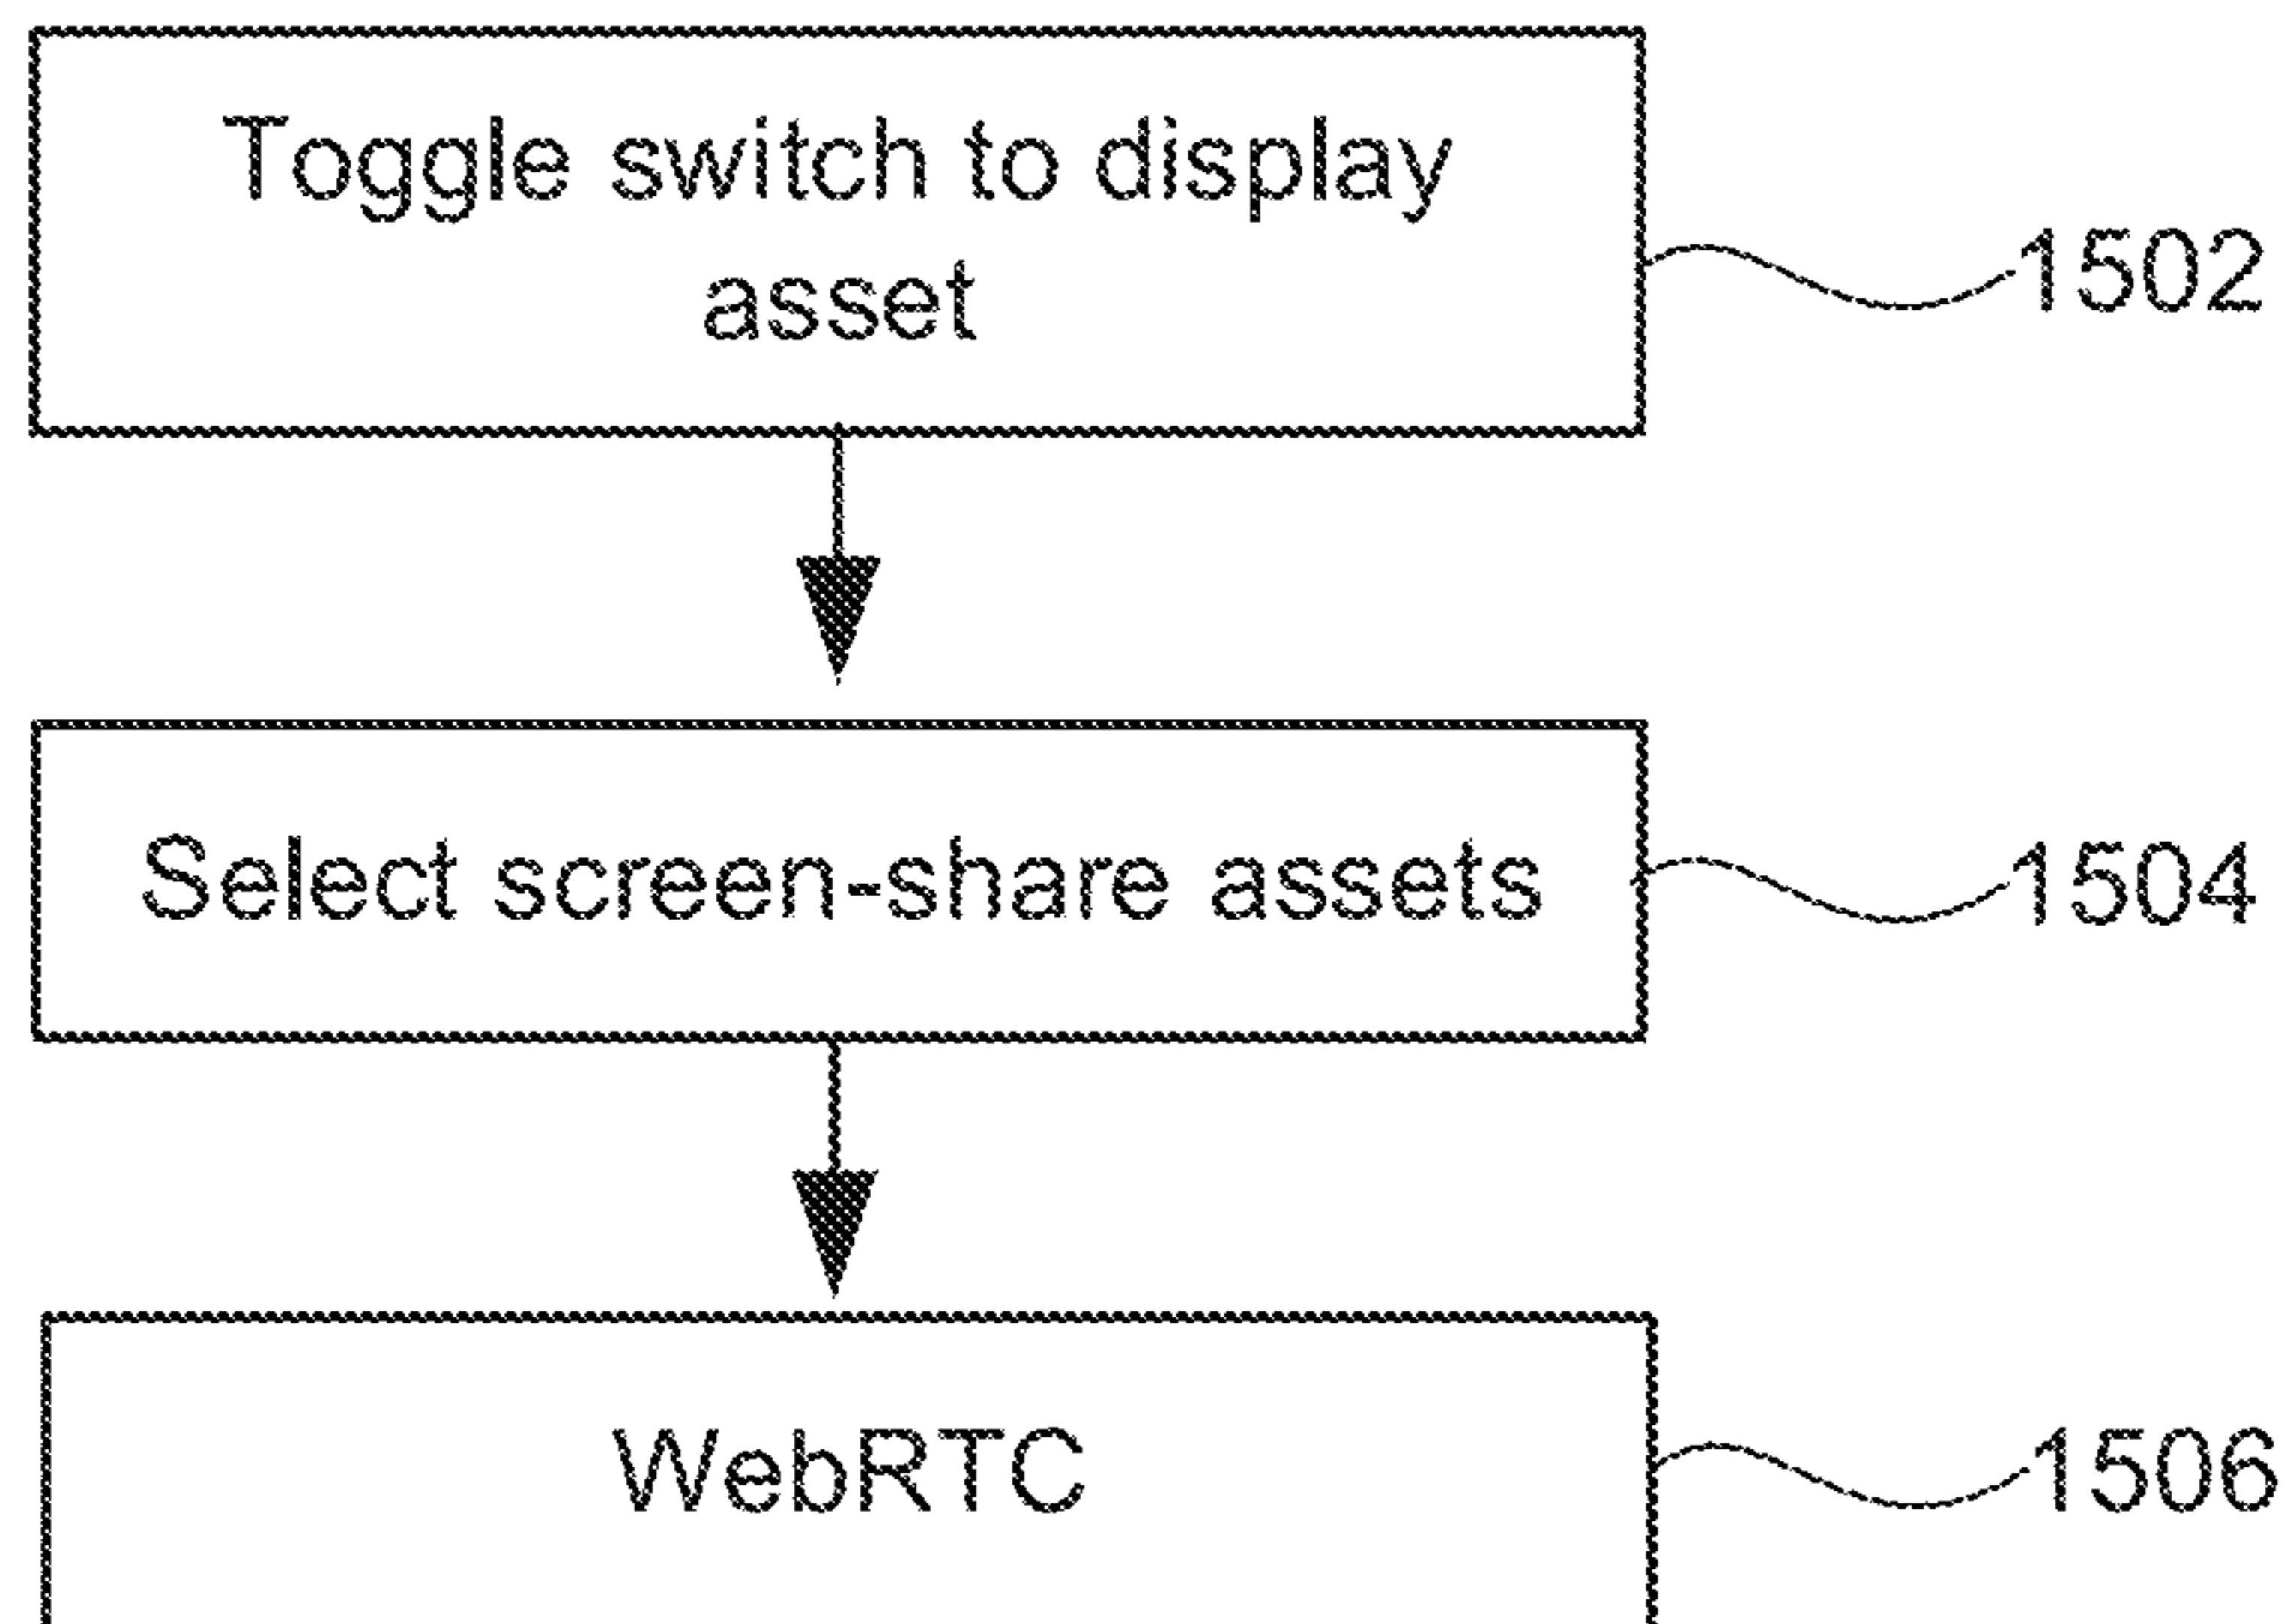 Toggle switch to display
asset
1502
Select screen-share assets
1504
WebRTC
1506